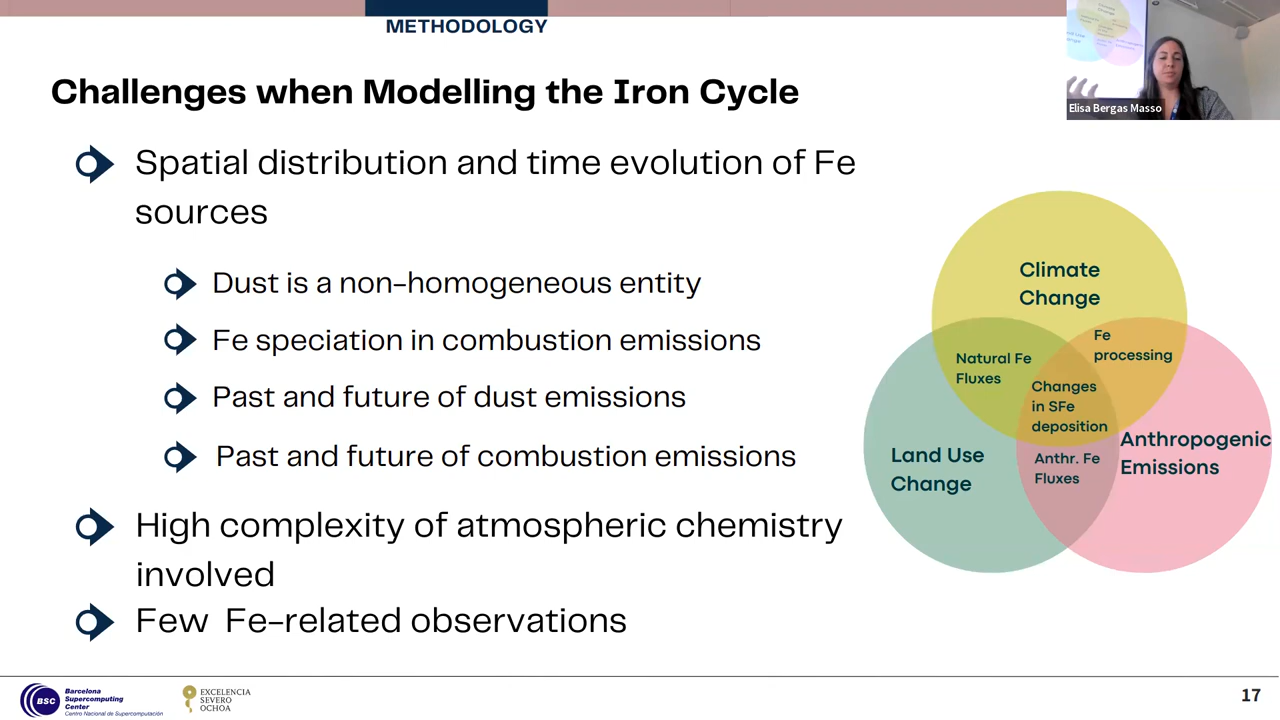 METHODOLOGY
Challenges when Modelling the Iron Cycle
Elisa Bergas Masso
Spatial distribution and time evolution of Fe
sources
Dust is a non-homogeneous entity
Fe speciation in combustion emissions
Past and future of dust emissions
Past and future of combustion emissions
High complexity of atmospheric chemistry
involved
Few Fe-related observations
Climate
Change
Fe
processing
Natural Fe
Fluxes
Changes
in SFe
deposition
Anthropogenic
Emissions
Land Use
Change
Anthr. Fe
Fluxes
BSC
Barcelona
Supercomputing
Center
Centro Nacional de Supercomputación
EXCELENCIA
SEVERO
OCHOA
17